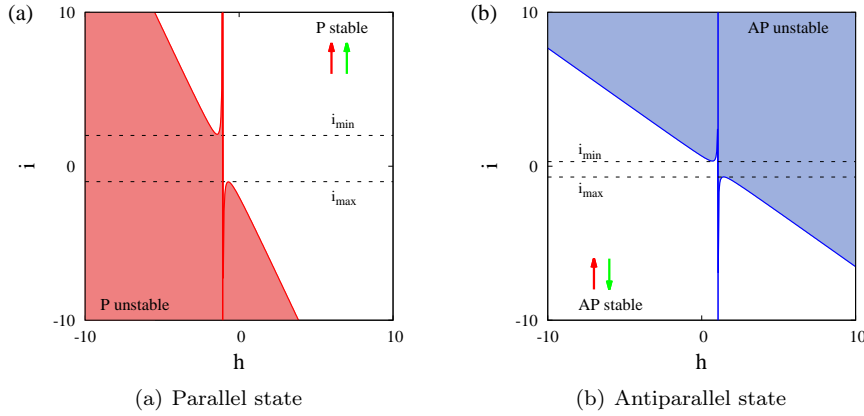 (a)
10
P stable
i_min
i
0
i_max
P unstable
-10
-10
0
10
h
(a) Parallel state
(b)
10
AP unstable
i_min
i
0
i_max
AP stable
-10
-10
0
10
h
(b) Antiparallel state